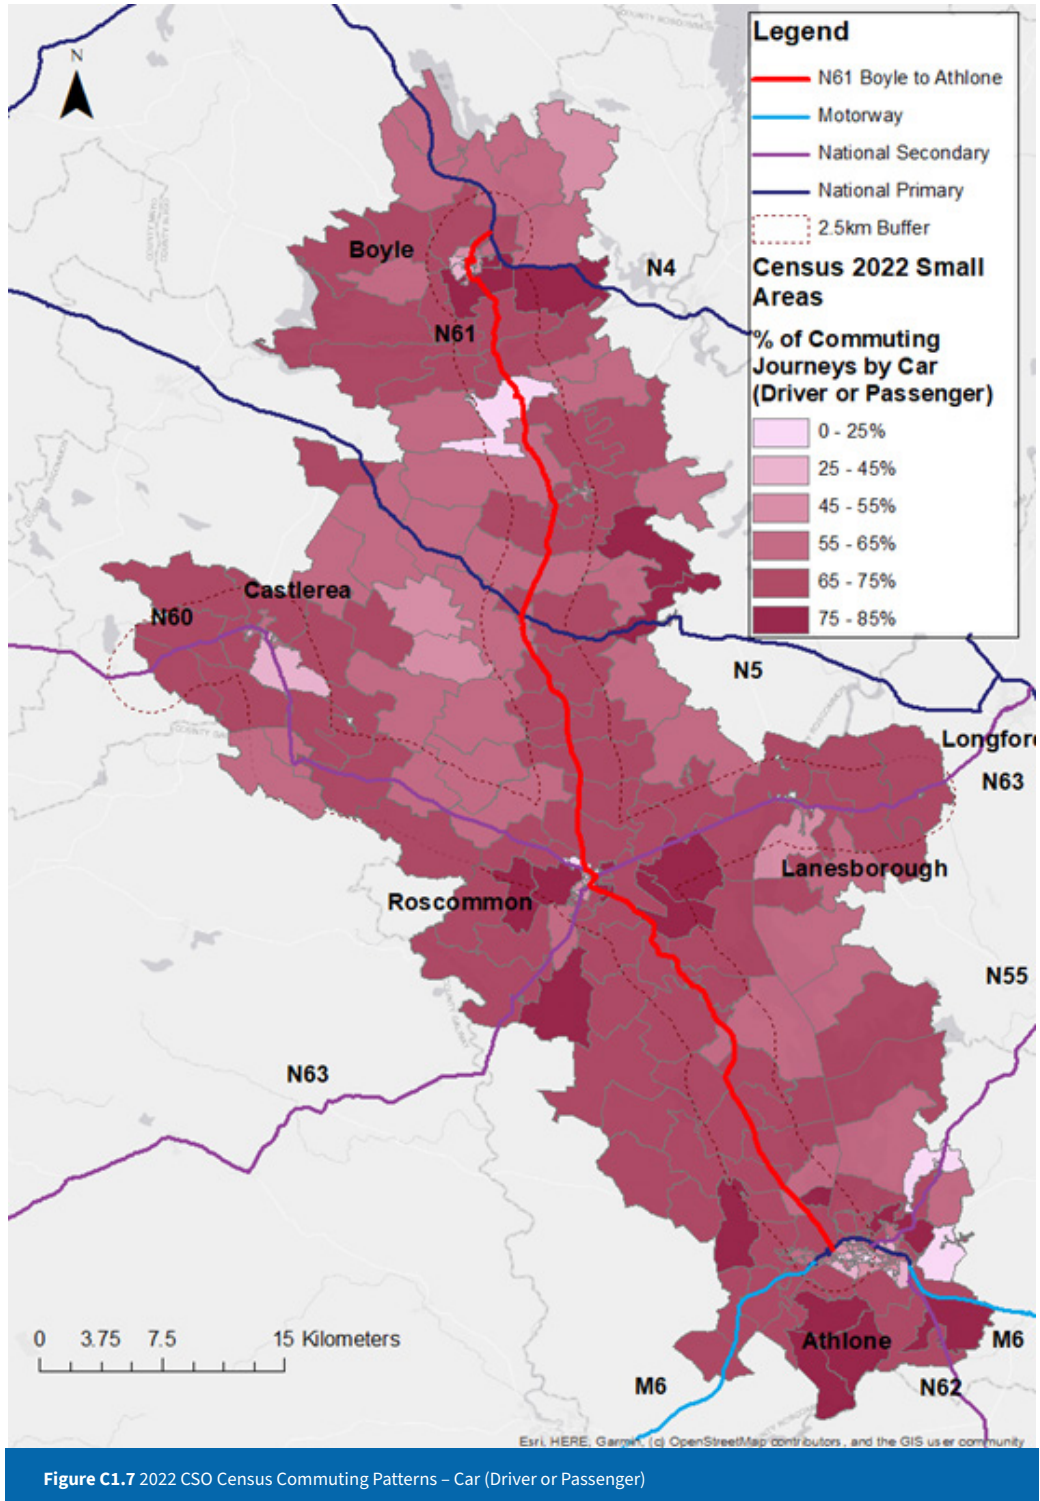 N
Legend
N61 Boyle to Athlone
Motorway
National Secondary
National Primary
2.5km Buffer
Census 2022 Small
Areas
% of Commuting
Journeys by Car
(Driver or Passenger)
0 - 25%
25 - 45%
45 - 55%
55 - 65%
65 - 75%
75 - 85%
Boyle
N4
N61
Castlerea
N60
N5
Longford
N63
Lanesborough
Roscommon
N55
N63
Athlone
M6
M6
N62
0 3.75 7.5 15 Kilometers
Esri, HERE, Garmin, (c) OpenStreetMap contributors, and the GIS user community
Figure C1.7 2022 CSO Census Commuting Patterns – Car (Driver or Passenger)